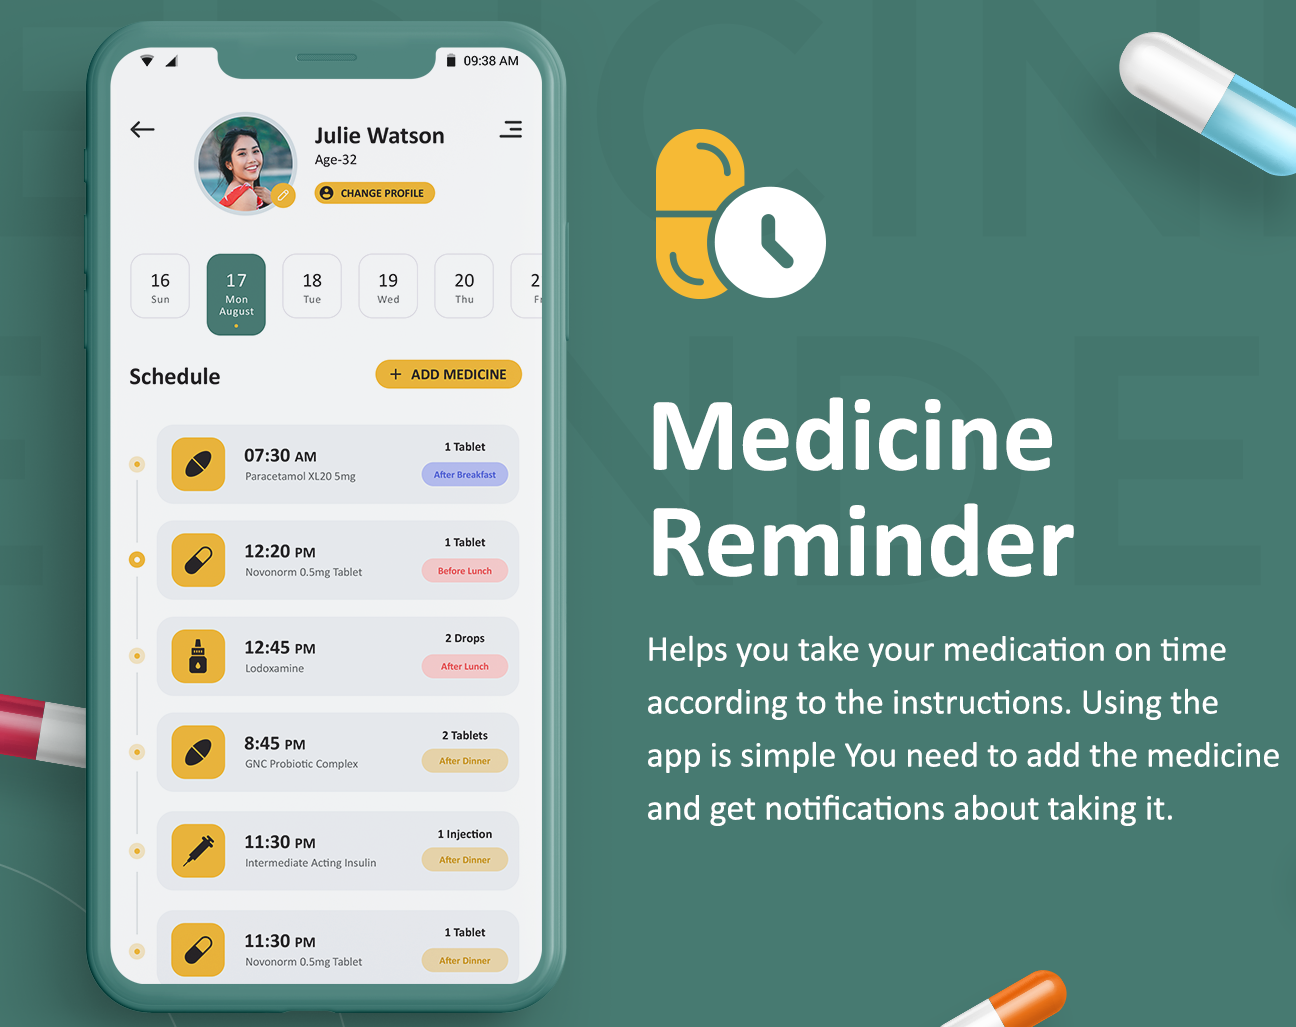 09:38 AM
Julie Watson
Age-32
CHANGE PROFILE
16 17 18 19 20 2
Sun Mon Tue Wed Thu
August
Schedule
+ ADD MEDICINE
07:30 AM
Paracetamol XL20 5mg
1 Tablet
After Breakfast
12:20 PM
Novonorm 0.5mg Tablet
1 Tablet
Before Lunch
12:45 PM
Lodoxamine
2 Drops
After Lunch
8:45 PM
GNC Probiotic Complex
2 Tablets
After Dinner
11:30 PM
Intermediate Acting Insulin
1 Injection
After Dinner
11:30 PM
Novonorm 0.5mg Tablet
1 Tablet
After Dinner
Medicine
Reminder
Helps you take your medication on time
according to the instructions. Using the
app is simple You need to add the medicine
and get notifications about taking it.